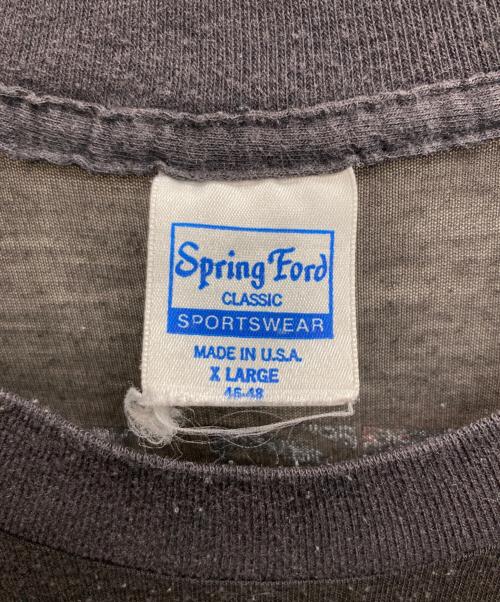 Spring Ford
CLASSIC
SPORTSWEAR
MADE IN U.S.A.
X LARGE
46-48